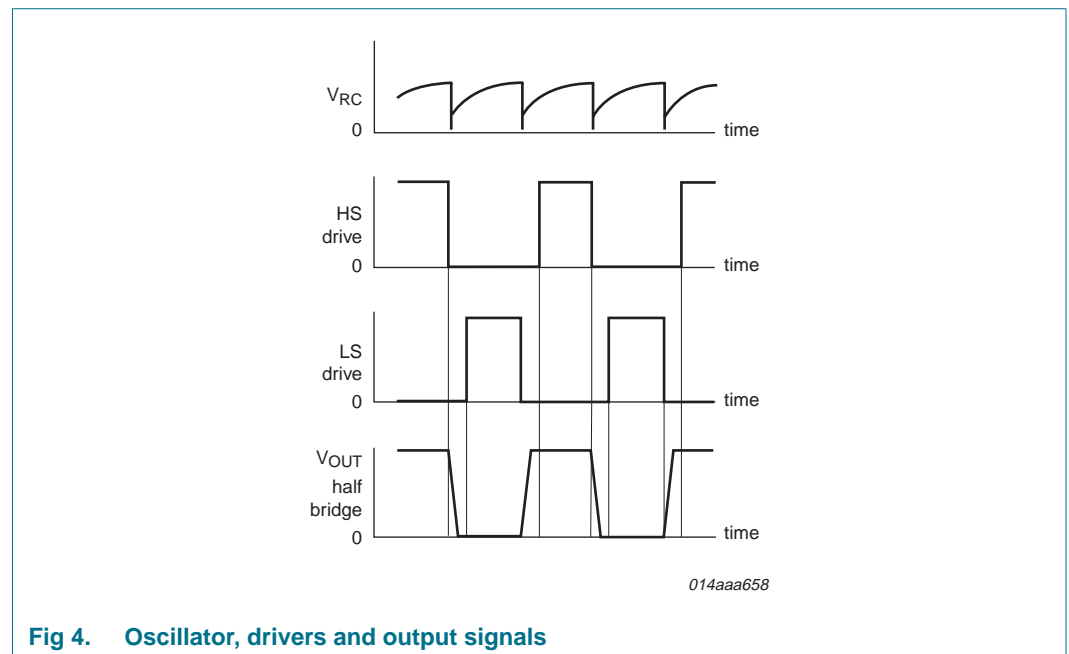 VRC
0
time
HS
drive
0
time
LS
drive
0
time
VOUT
half
bridge
0
time
014aaa658
Fig 4. Oscillator, drivers and output signals